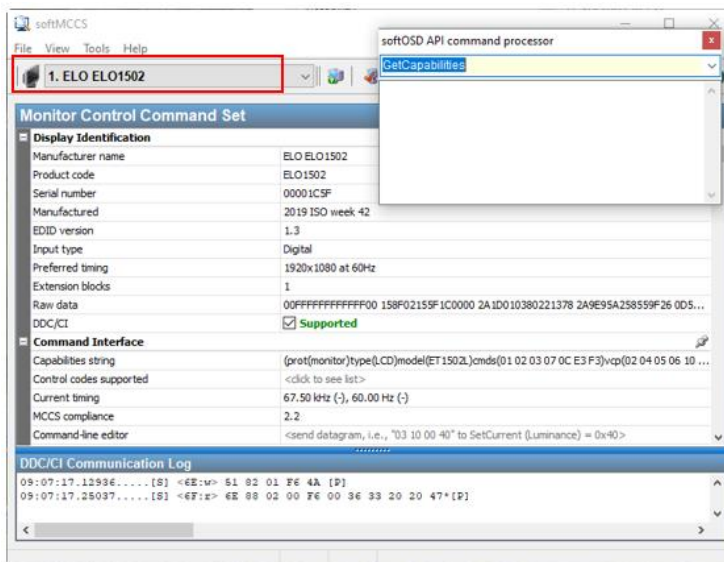 softMCCS
File View Tools Help
1. ELO ELO1502
softOSD API command processor
GetCapabilities
Monitor Control Command Set
Display Identification
Manufacturer name ELO ELO1502
Product code ELO1502
Serial number 00001C5F
Manufactured 2019 ISO week 42
EDID version 1.3
Input type Digital
Preferred timing 1920x1080 at 60Hz
Extension blocks 1
Raw data 00FFFFFFFFFFFF00 158F02155F1C0000 2A1D010380221378 2A9E95A258559F26 0D5...
DDC/CI Supported
Command Interface
Capabilities string (prot(monitor)type(LCD)model(ET1502L)cmds(01 02 03 07 0C E3 F3)vcp(02 04 05 06 10 ...
Control codes supported <click to see list>
Current timing 67.50 kHz (-), 60.00 Hz (-)
MCCS compliance 2.2
Command-line editor <send datagram, i.e., "03 10 00 40" to SetCurrent (Luminance) = 0x40>
DDC/CI Communication Log
09:07:17.12936.....[S] <6E:w> 51 82 01 F6 4A [P]
09:07:17.25037.....[S] <6F:r> 6E 88 02 00 F6 00 36 33 20 20 47*[P]